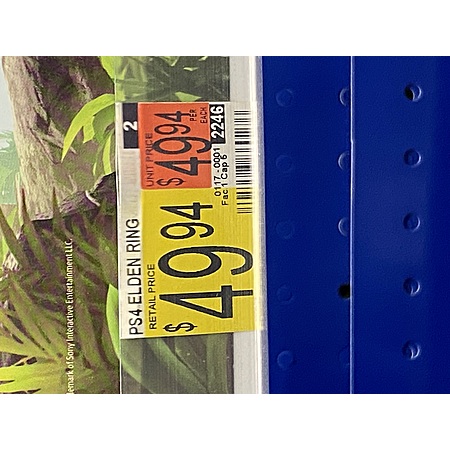 2
UNIT PRICE
$ 49.94
PER
EACH
2246
0117 - 0001
Fac 1 Cap 6
PS4 ELDEN RING
RETAIL PRICE
$ 49 94
demark of Sony Interactive Entertainment LLC.